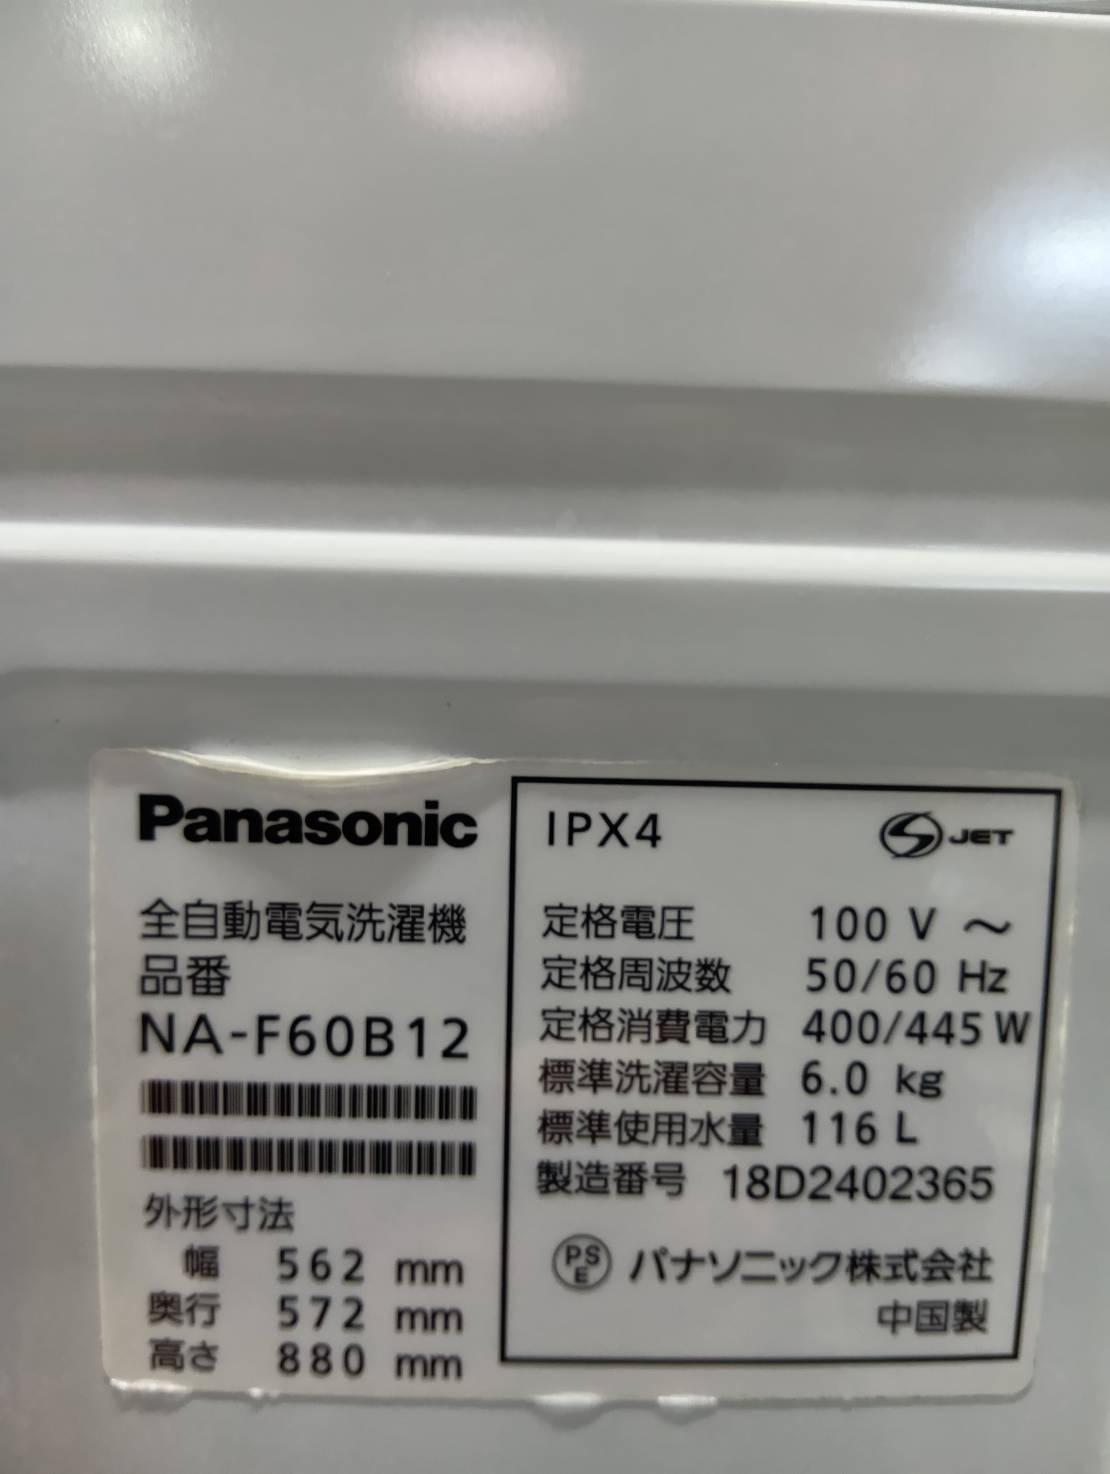 Panasonic
全自動電気洗濯機
品番
NA-F60B12
外形寸法
幅 562 mm
奥行 572 mm
高さ 880 mm
IPX4
S JET
定格電圧 100 V ～
定格周波数 50/60 Hz
定格消費電力 400/445 W
標準洗濯容量 6.0 kg
標準使用水量 116 L
製造番号 18D2402365
PSE パナソニック株式会社
中国製